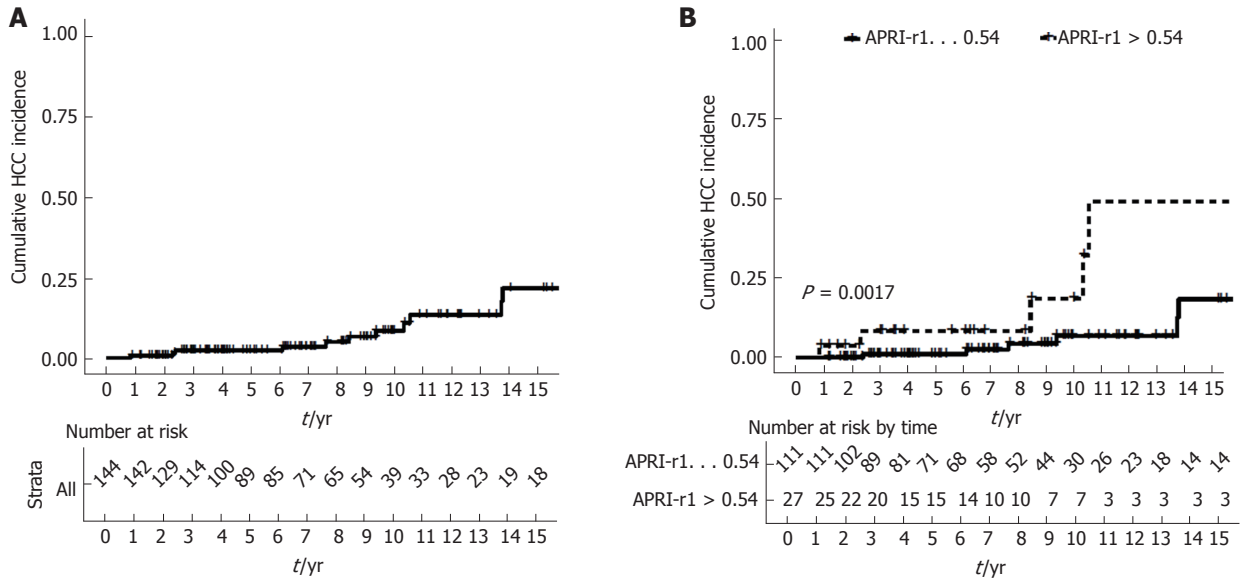 A
1.00
0.75
0.50
0.25
0.00
Cumulative HCC incidence
0 1 2 3 4 5 6 7 8 9 10 11 12 13 14 15
t/yr
Number at risk
Strata
All
144 142 129 114 100 89 85 71 65 54 39 33 28 23 19 18
0 1 2 3 4 5 6 7 8 9 10 11 12 13 14 15
t/yr
B
APRI-r1. . . 0.54 APRI-r1 > 0.54
1.00
0.75
0.50
0.25
0.00
Cumulative HCC incidence
P = 0.0017
0 1 2 3 4 5 6 7 8 9 10 11 12 13 14 15
t/yr
Number at risk by time
APRI-r1. . . 0.54 111 111 102 89 81 71 68 58 52 44 30 26 23 18 14 14
APRI-r1 > 0.54 27 25 22 20 15 15 14 10 10 7 7 3 3 3 3 3
0 1 2 3 4 5 6 7 8 9 10 11 12 13 14 15
t/yr